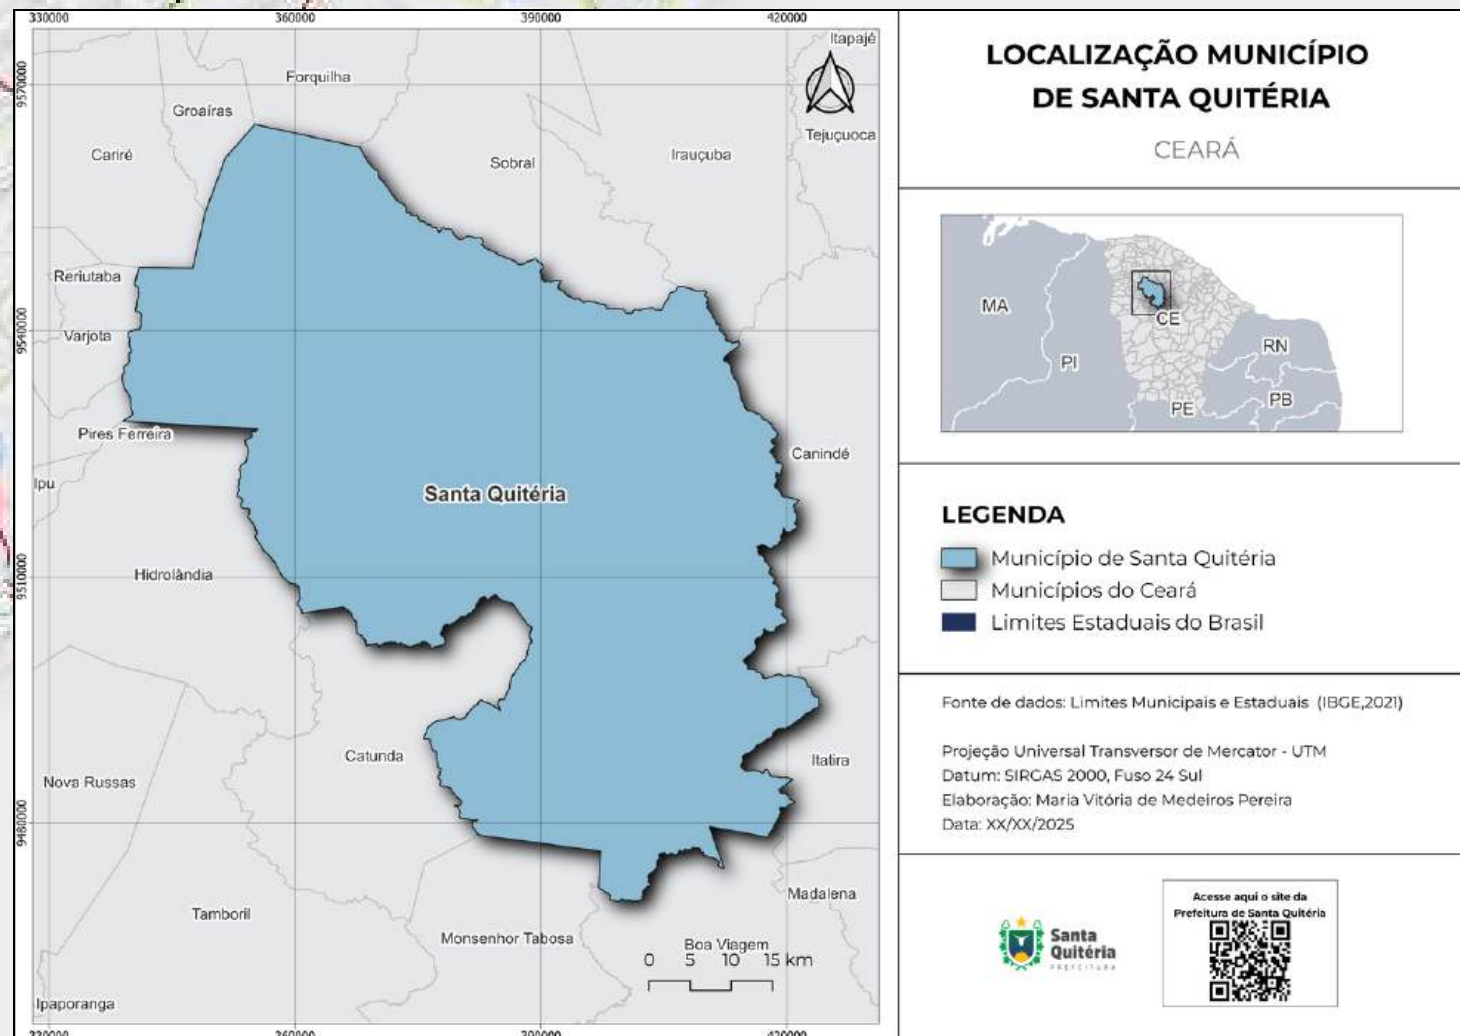 330000
360000
390000
420000
Itapajé
Forquilha
9570000
Groaíras
Tejuçuoca
Cariré
Sobral
Irauçuba
Reriutaba
9540000
Varjota
Pires Ferreira
Canindé
Ipu
Santa Quitéria
Hidrolândia
9510000
Catunda
Itatira
Nova Russas
9480000
Madalena
Tamboril
Monsenhor Tabosa
Boa Viagem
0 5 10 15 km
Ipaporanga
330000
360000
390000
420000
LOCALIZAÇÃO MUNICÍPIO
DE SANTA QUITÉRIA
CEARÁ
MA
CE
RN
PI
PB
PE
LEGENDA
Município de Santa Quitéria
Municípios do Ceará
Limites Estaduais do Brasil
Fonte de dados: Limites Municipais e Estaduais (IBGE,2021)
Projeção Universal Transversor de Mercator - UTM
Datum: SIRGAS 2000, Fuso 24 Sul
Elaboração: Maria Vitória de Medeiros Pereira
Data: XX/XX/2025
Santa
Quitéria
PREFEITURA
Acesse aqui o site da
Prefeitura de Santa Quitéria